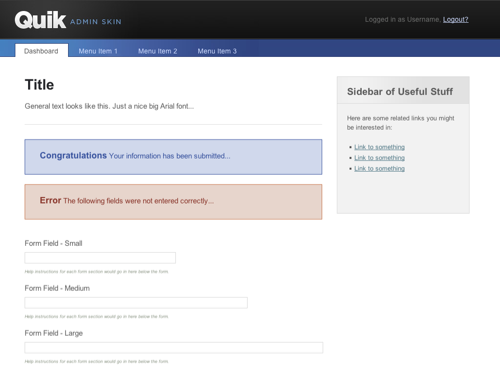 Quik ADMIN SKIN
Logged in as Username, Logout?
Dashboard Menu Item 1 Menu Item 2 Menu Item 3
Title
General text looks like this. Just a nice big Arial font...
Congratulations Your information has been submitted...
Error The following fields were not entered correctly...
Form Field - Small
Help instructions for each form section would go in here below the form.
Form Field - Medium
Help instructions for each form section would go in here below the form.
Form Field - Large
Help instructions for each form section would go in here below the form.
Sidebar of Useful Stuff
Here are some related links you might
be interested in:
Link to something
Link to something
Link to something